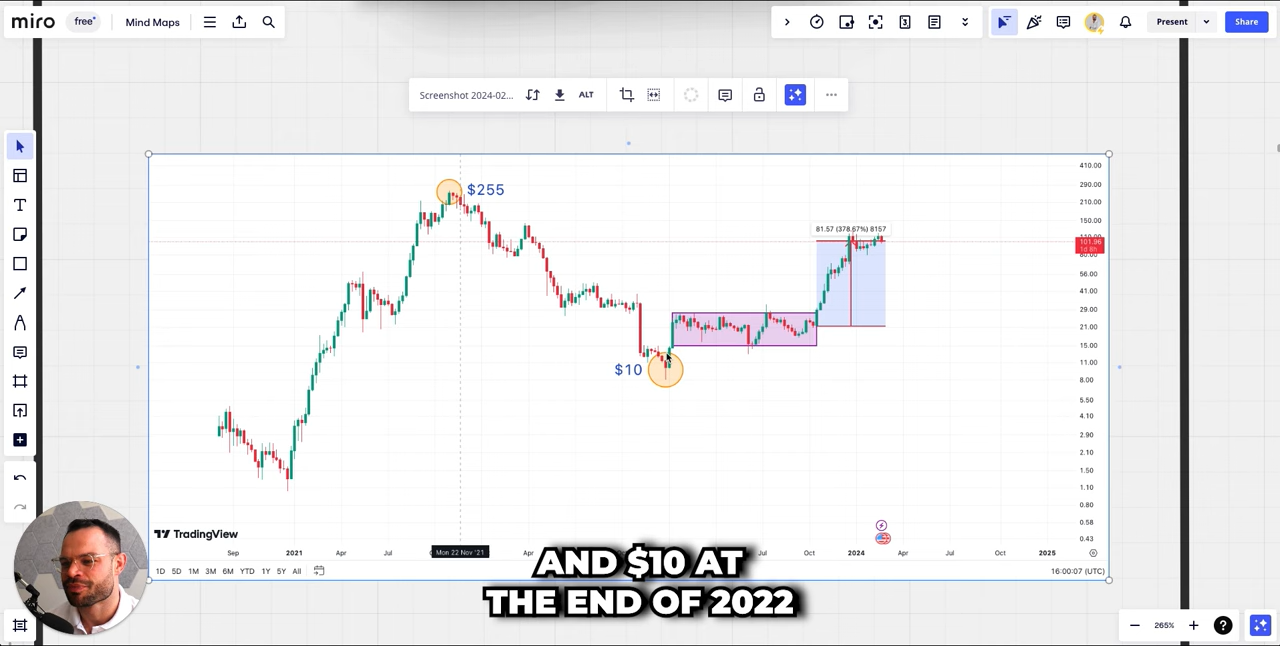 miro free Mind Maps
3
Present
Share
Screenshot 2024-02...
ALT
$255
81.57 (378.67%) 8157
$10
410.00
290.00
210.00
150.00
101.96
1d 8h
80.00
56.00
41.00
29.00
21.00
15.00
11.00
8.00
5.50
4.10
2.90
2.10
1.50
1.10
0.80
0.58
0.43
TradingView
Sep 2021 Apr Jul Mon 22 Nov '21 Apr Jul Oct 2024 Apr Jul Oct 2025
1D 5D 1M 3M 6M YTD 1Y 5Y All
16:00:07 (UTC)
AND $10 AT
THE END OF 2022
265%
?